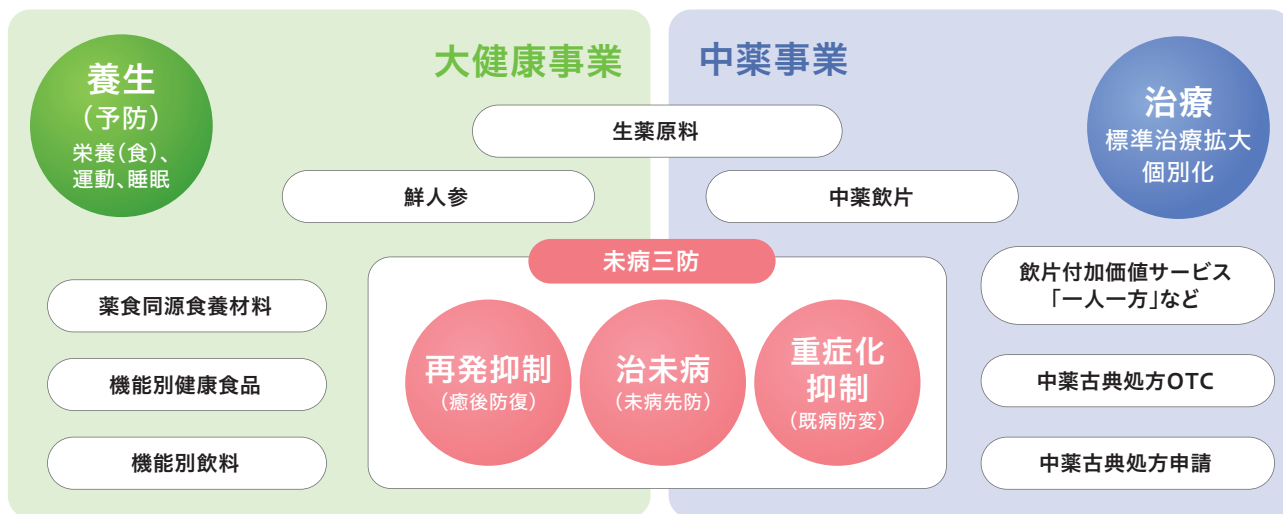 大健康事業
中薬事業
養生
（予防）
栄養（食）、
運動、睡眠
治療
標準治療拡大
個別化
生薬原料
鮮人参
中薬飲片
未病三防
薬食同源食養材料
機能別健康食品
機能別飲料
再発抑制
（癒後防復）
治未病
（未病先防）
重症化
抑制
（既病防変）
飲片付加価値サービス
「一人一方」など
中薬古典処方OTC
中薬古典処方申請